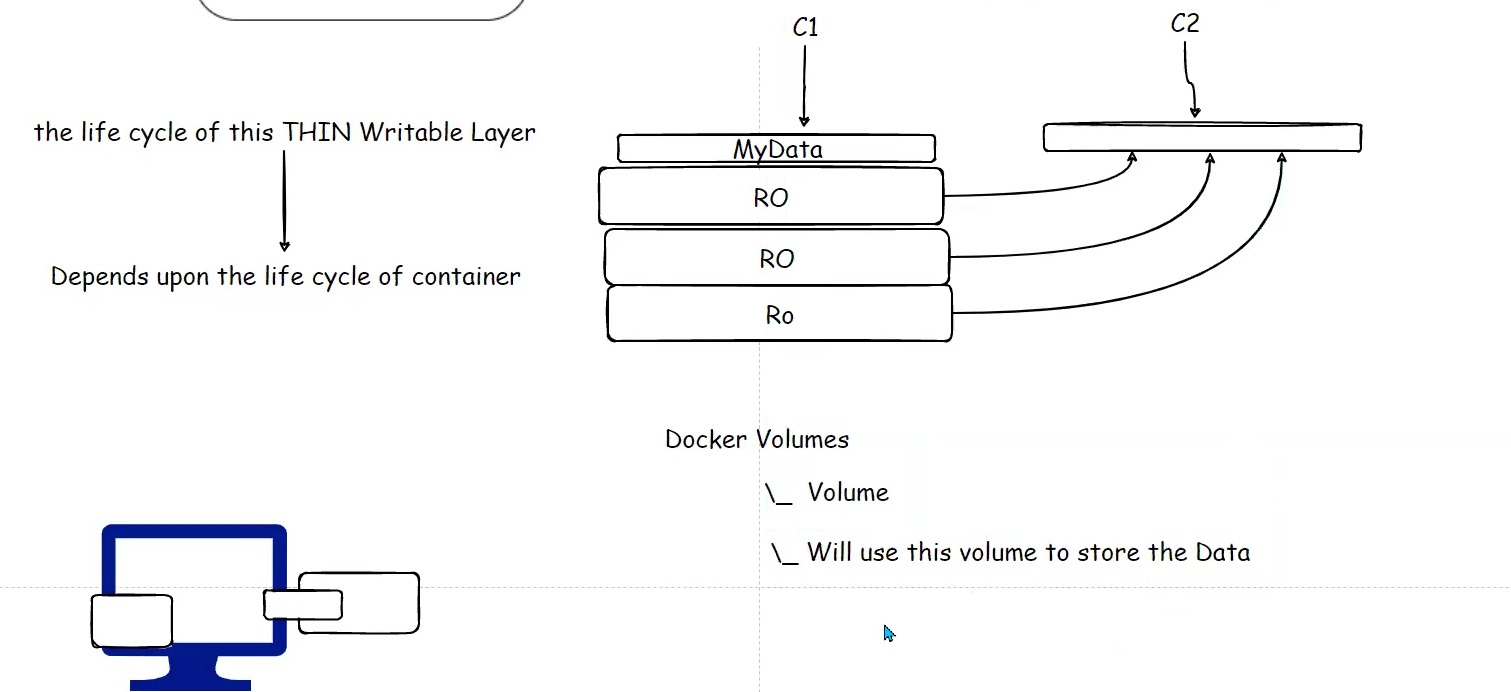 C1
C2
the life cycle of this THIN Writable Layer
MyData
RO
RO
Depends upon the life cycle of container
Ro
Docker Volumes
\_ Volume
\_ Will use this volume to store the Data